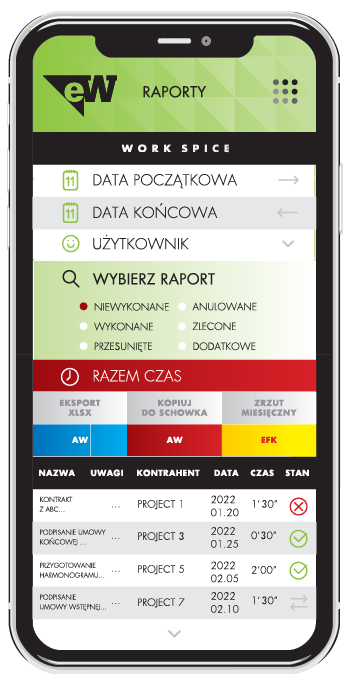 eW
RAPORTY
WORK SPICE
11 DATA POCZĄTKOWA
11 DATA KOŃCOWA
UŻYTKOWNIK
WYBIERZ RAPORT
NIEWYKONANE ANULOWANE
WYKONANE ZLECONE
PRZESUNIĘTE DODATKOWE
RAZEM CZAS
EKSPORT
XLSX
KOPIUJ
DO SCHOWKA
ZRZUT
MIESIĘCZNY
AW AW EFK
NAZWA UWAGI KONTRAHENT DATA CZAS STAN
KONTRAKT
Z ABC... ... PROJECT 1 2022
01.20 1'30"
PODPISANIE UMOWY
KOŃCOWEJ ... ... PROJECT 3 2022
01.25 0'30"
PRZYGOTOWANIE
HARMONOGRAMU... ... PROJECT 5 2022
02.05 2'00"
PODPISANIE
UMOWY WSTĘPNEJ... ... PROJECT 7 2022
02.10 1'30"